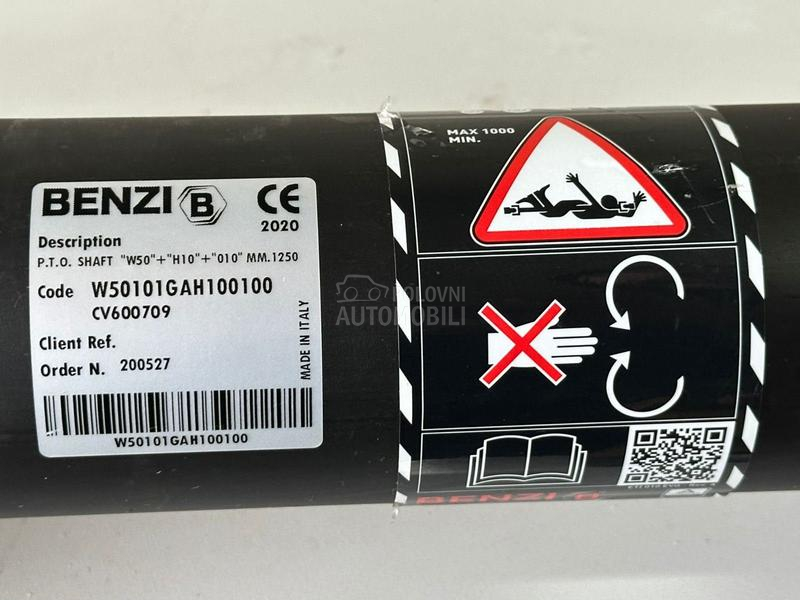 BENZI B CE
2020
Description
P.T.O. SHAFT "W50"+"H10"+"010" MM.1250
Code W50101GAH100100
CV600709
Client Ref.
Order N. 200527
MADE IN ITALY
W50101GAH100100
MAX 1000
MIN.
POLOVNI
AUTOMOBILI
BENZI B